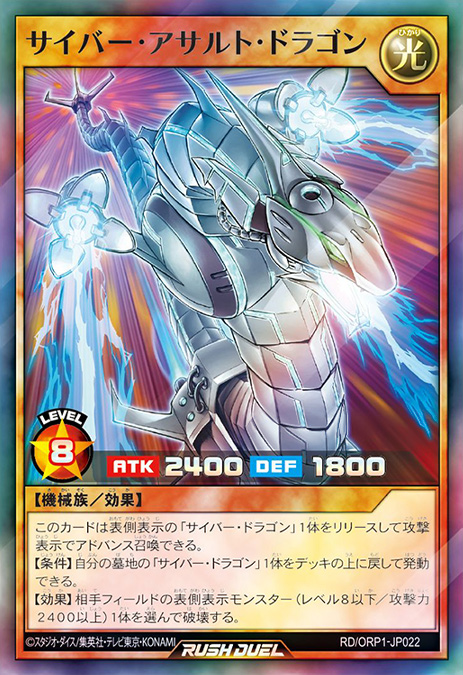 サイバー・アサルト・ドラゴン
ひかり
光
LEVEL
8
ATK 2400 DEF 1800
【機械族/効果】
このカードは表側表示の「サイバー・ドラゴン」1体をリリースして攻撃
表示でアドバンス召喚できる。
【条件】自分の墓地の「サイバー・ドラゴン」1体をデッキの上に戻して発動
できる。
【効果】相手フィールドの表側表示モンスター(レベル8以下/攻撃力
2400以上)1体を選んで破壊する。
©スタジオ・ダイス/集英社・テレビ東京・KONAMI
RUSH DUEL
RD/ORP1-JP022